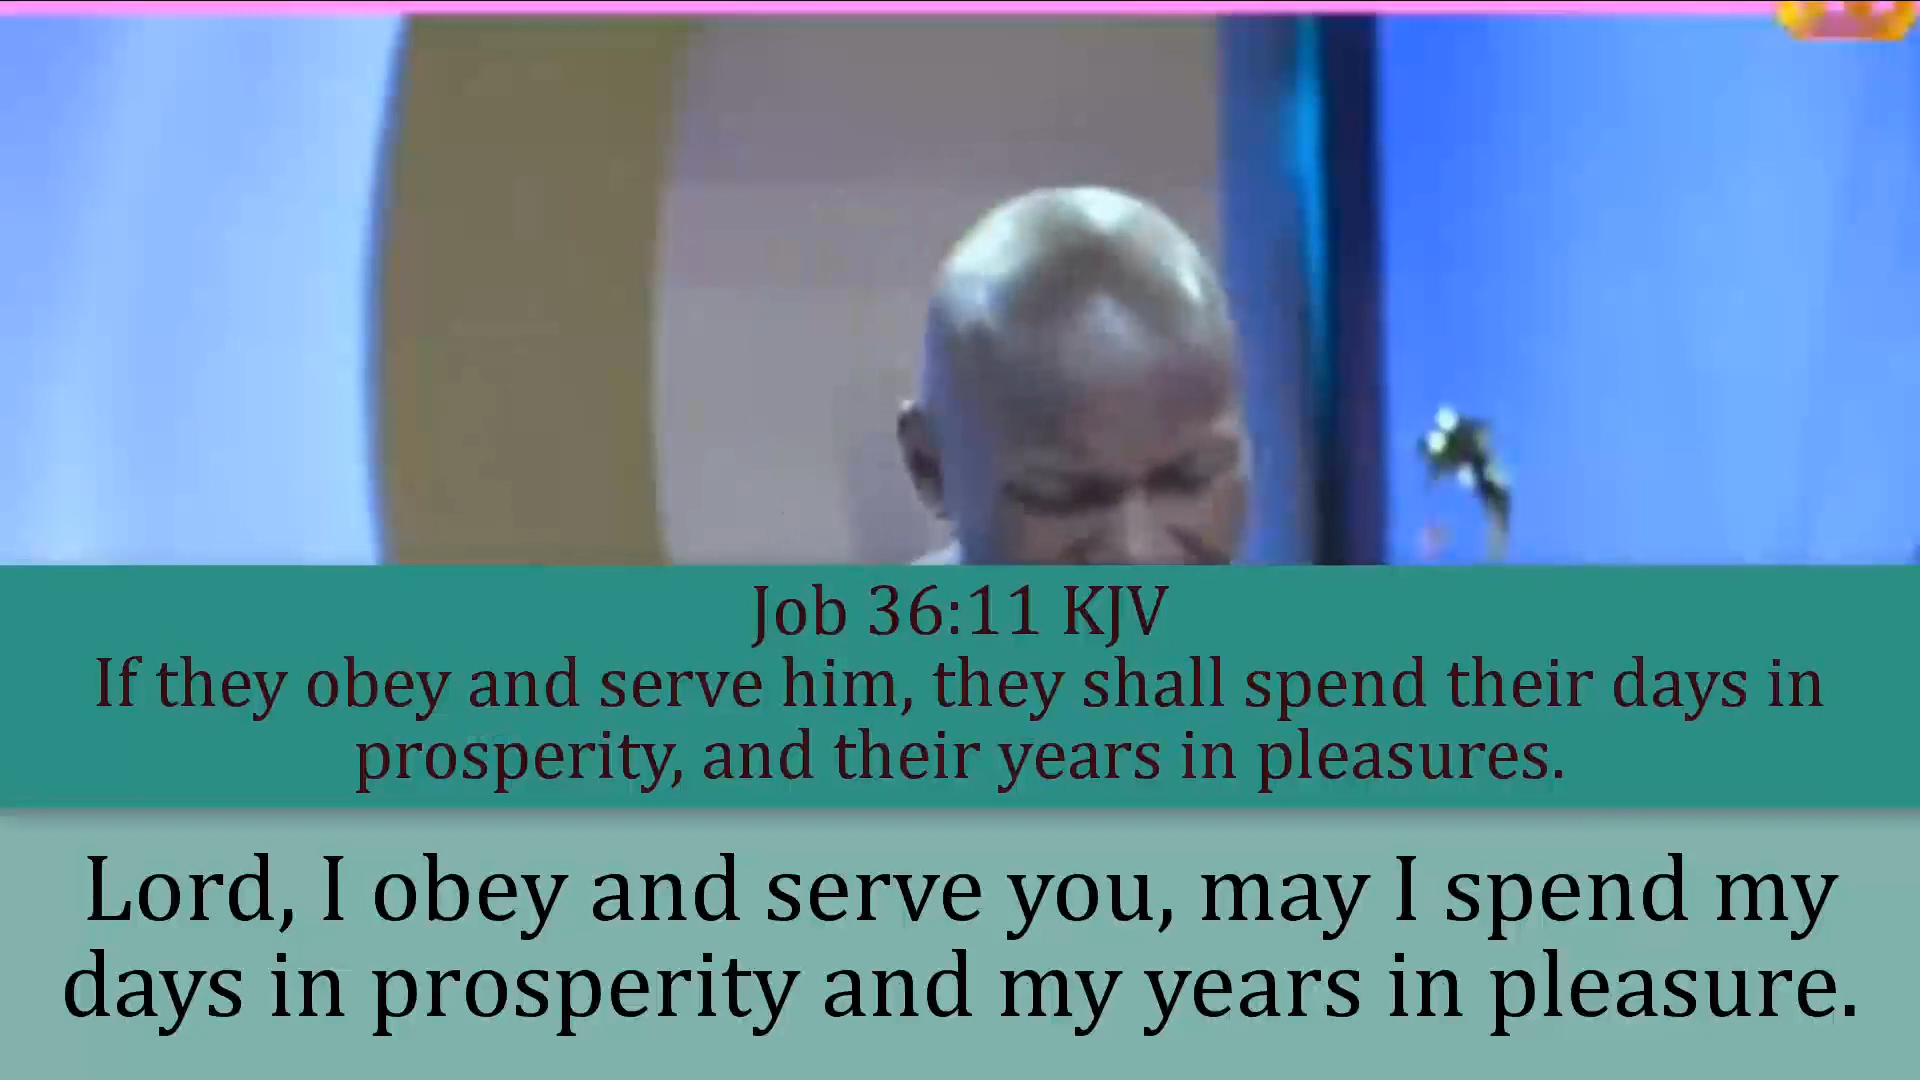 Job 36:11 KJV
If they obey and serve him, they shall spend their days in
prosperity, and their years in pleasures.
Lord, I obey and serve you, may I spend my
days in prosperity and my years in pleasure.